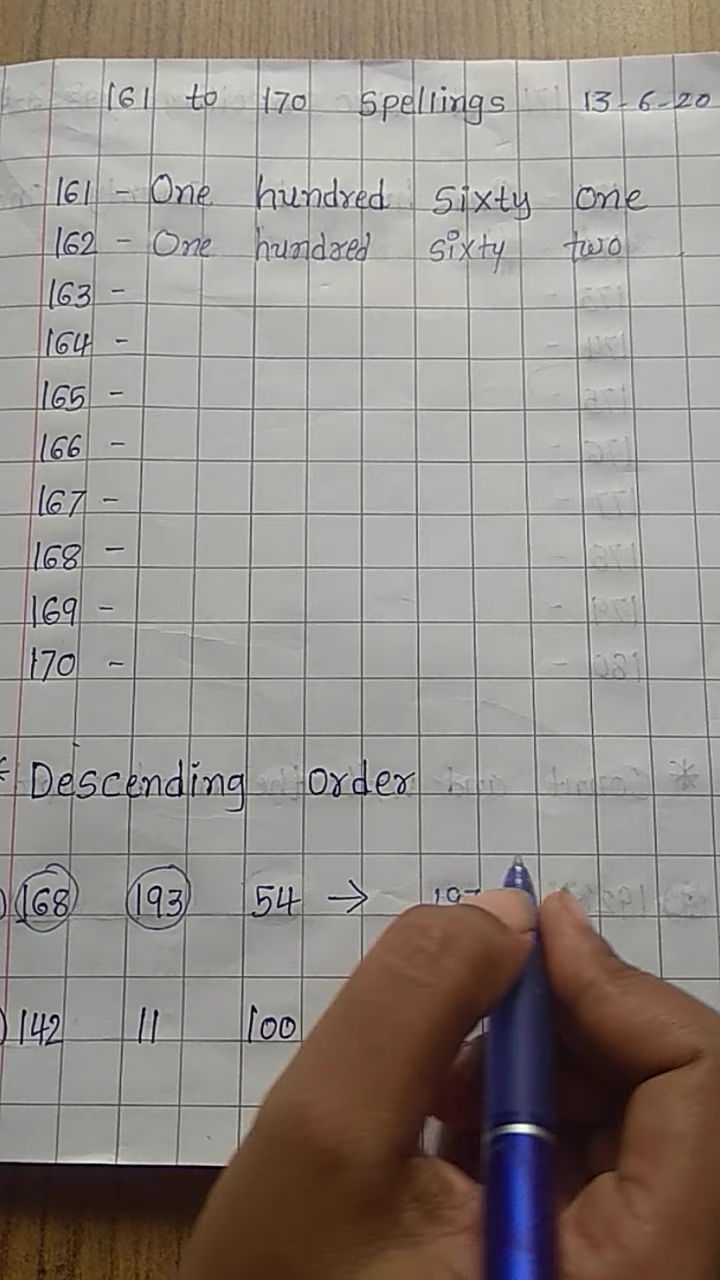 161 to 170 Spellings 13-6-20
161 - One hundred sixty one
162 - One hundred sixty two
163 -
164 -
165 -
166 -
167 -
168 -
169 -
170 -
Descending order
168 193 54 →
142 11 100